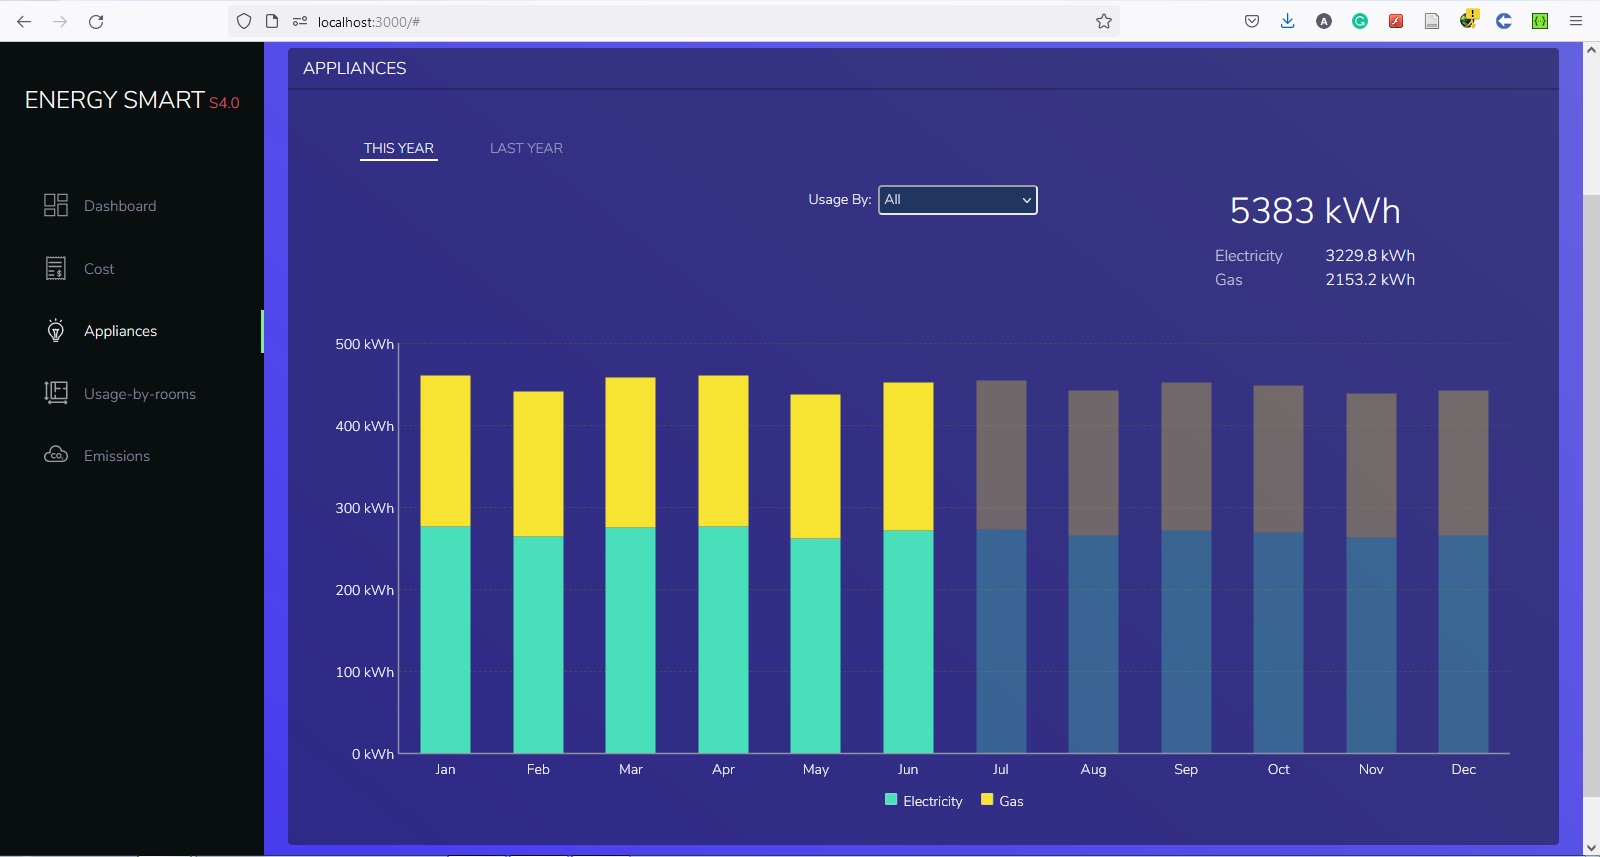 localhost:3000/#
APPLIANCES
ENERGY SMART S4.0
THIS YEAR LAST YEAR
Dashboard
Cost
Appliances
Usage-by-rooms
Emissions
Usage By: All
5383 kWh
Electricity 3229.8 kWh
Gas 2153.2 kWh
500 kWh
400 kWh
300 kWh
200 kWh
100 kWh
0 kWh
Jan Feb Mar Apr May Jun Jul Aug Sep Oct Nov Dec
Electricity Gas